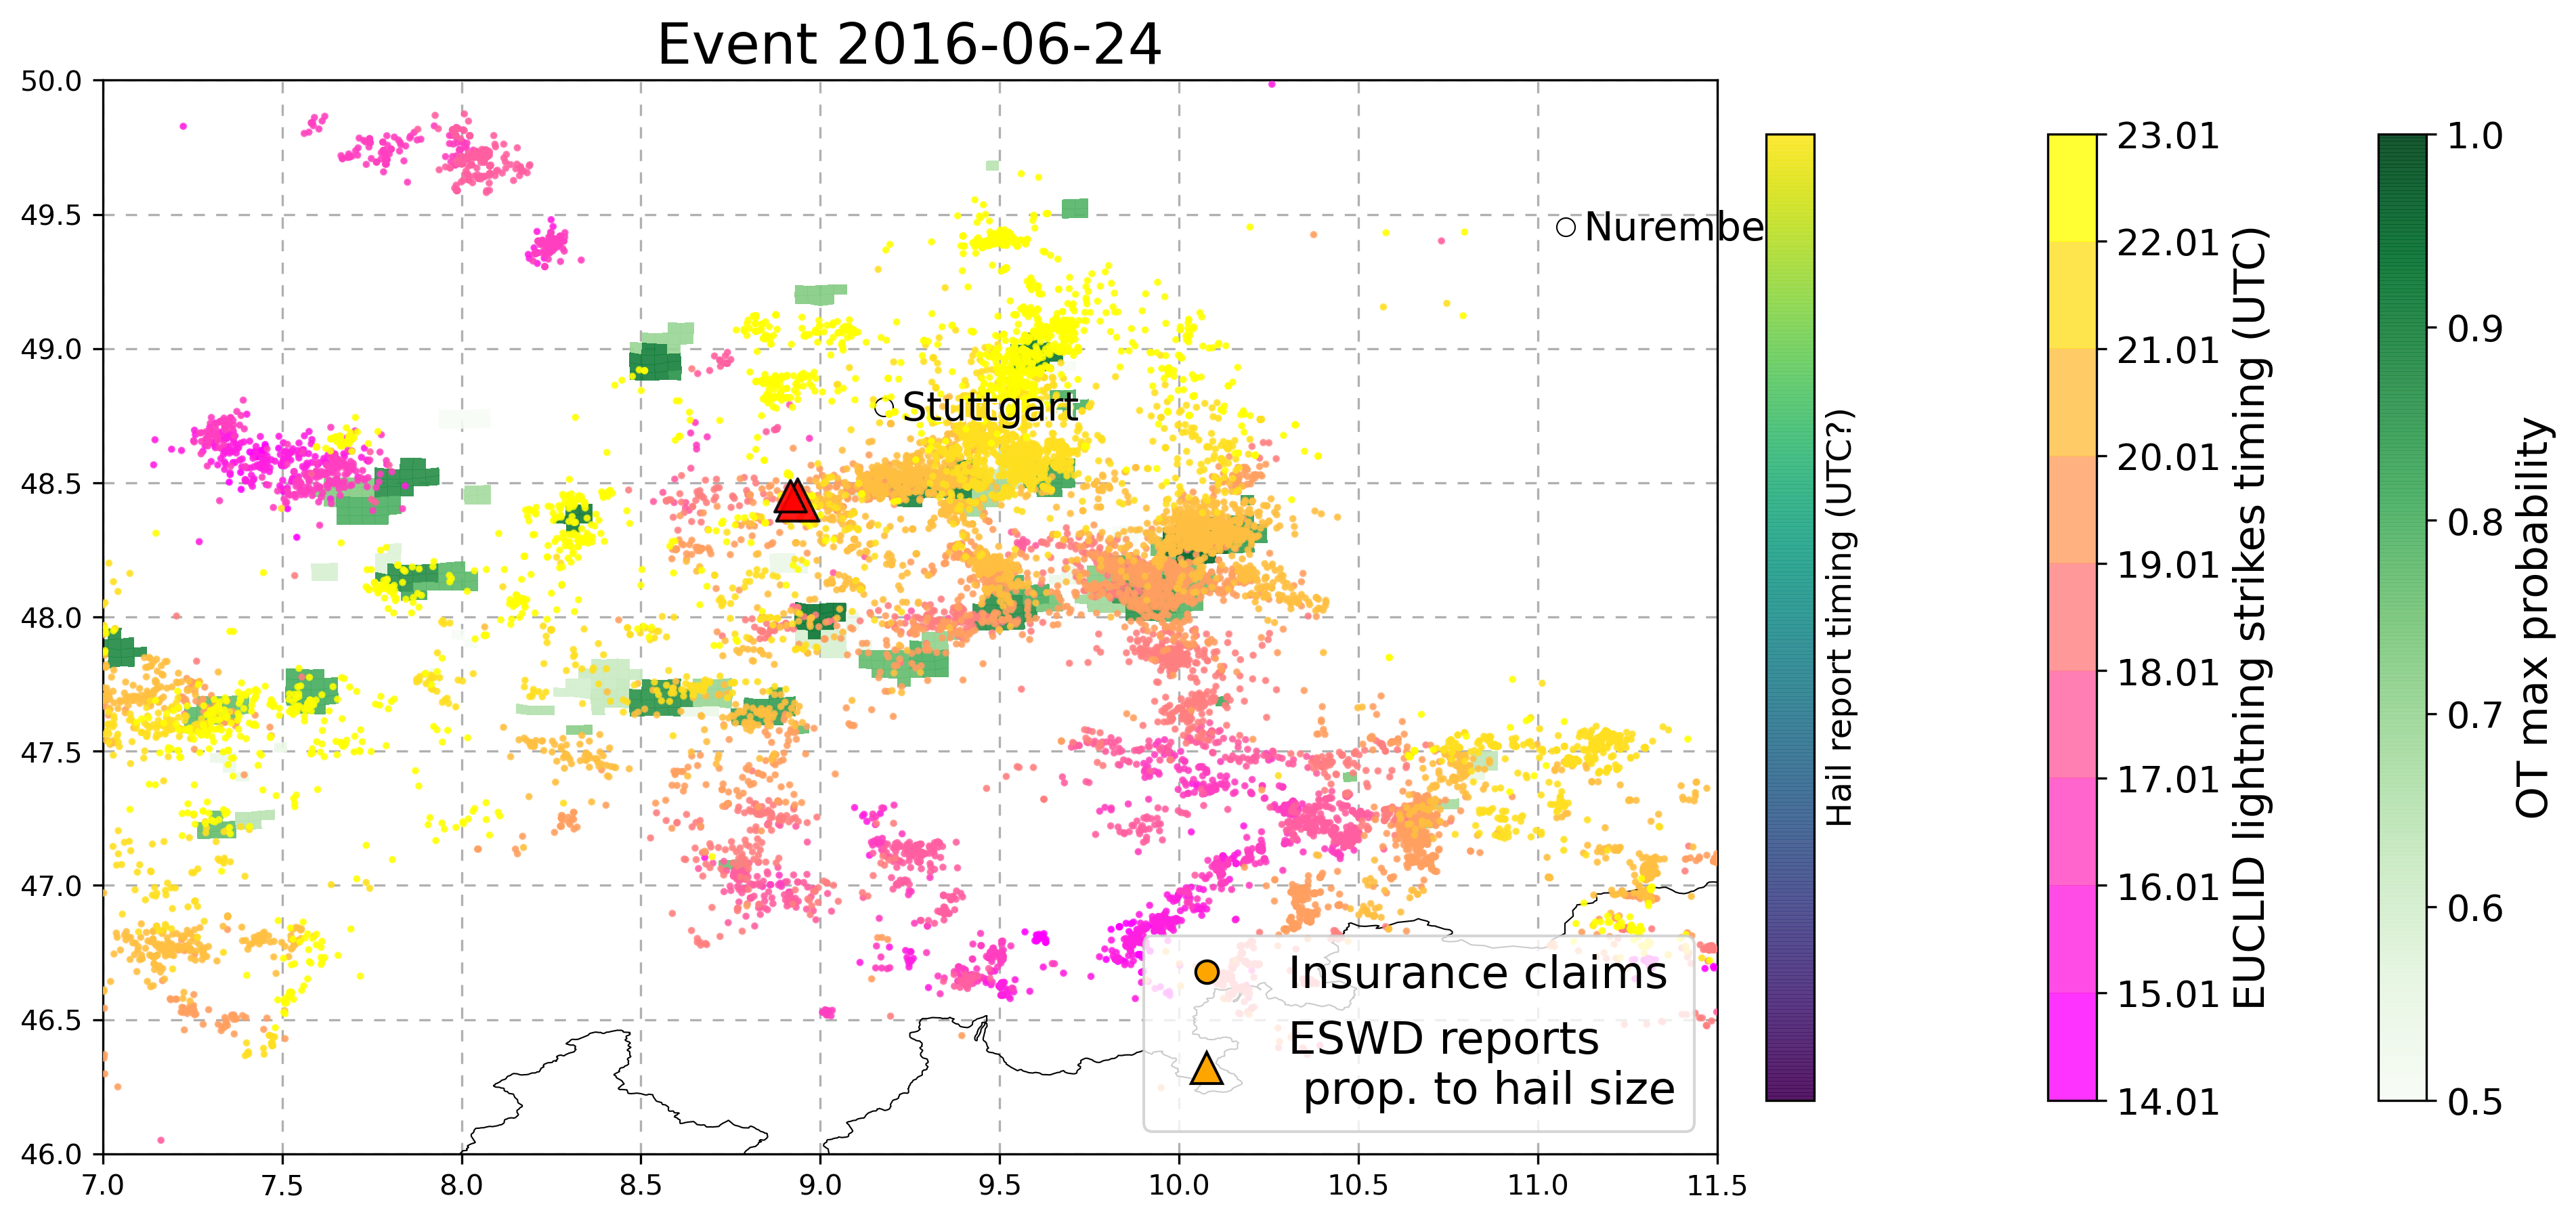 Event 2016-06-24
50.0
49.5
49.0
48.5
48.0
47.5
47.0
46.5
46.0
7.0 7.5 8.0 8.5 9.0 9.5 10.0 10.5 11.0 11.5
Nurembe
Stuttgart
Insurance claims
ESWD reports
prop. to hail size
Hail report timing (UTC?)
23.01
22.01
21.01
20.01
19.01
18.01
17.01
16.01
15.01
14.01
EUCLID lightning strikes timing (UTC)
1.0
0.9
0.8
0.7
0.6
0.5
OT max probability